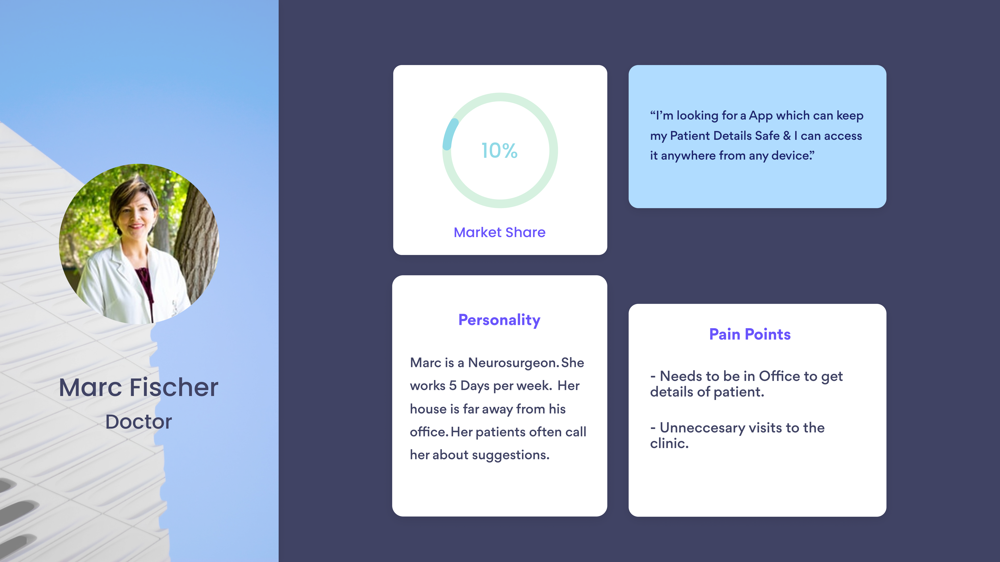 Marc Fischer
Doctor
10%
Market Share
“I’m looking for a App which can keep
my Patient Details Safe & I can access
it anywhere from any device.”
Personality
Marc is a Neurosurgeon. She
works 5 Days per week. Her
house is far away from his
office. Her patients often call
her about suggestions.
Pain Points
- Needs to be in Office to get
details of patient.
- Unneccesary visits to the
clinic.